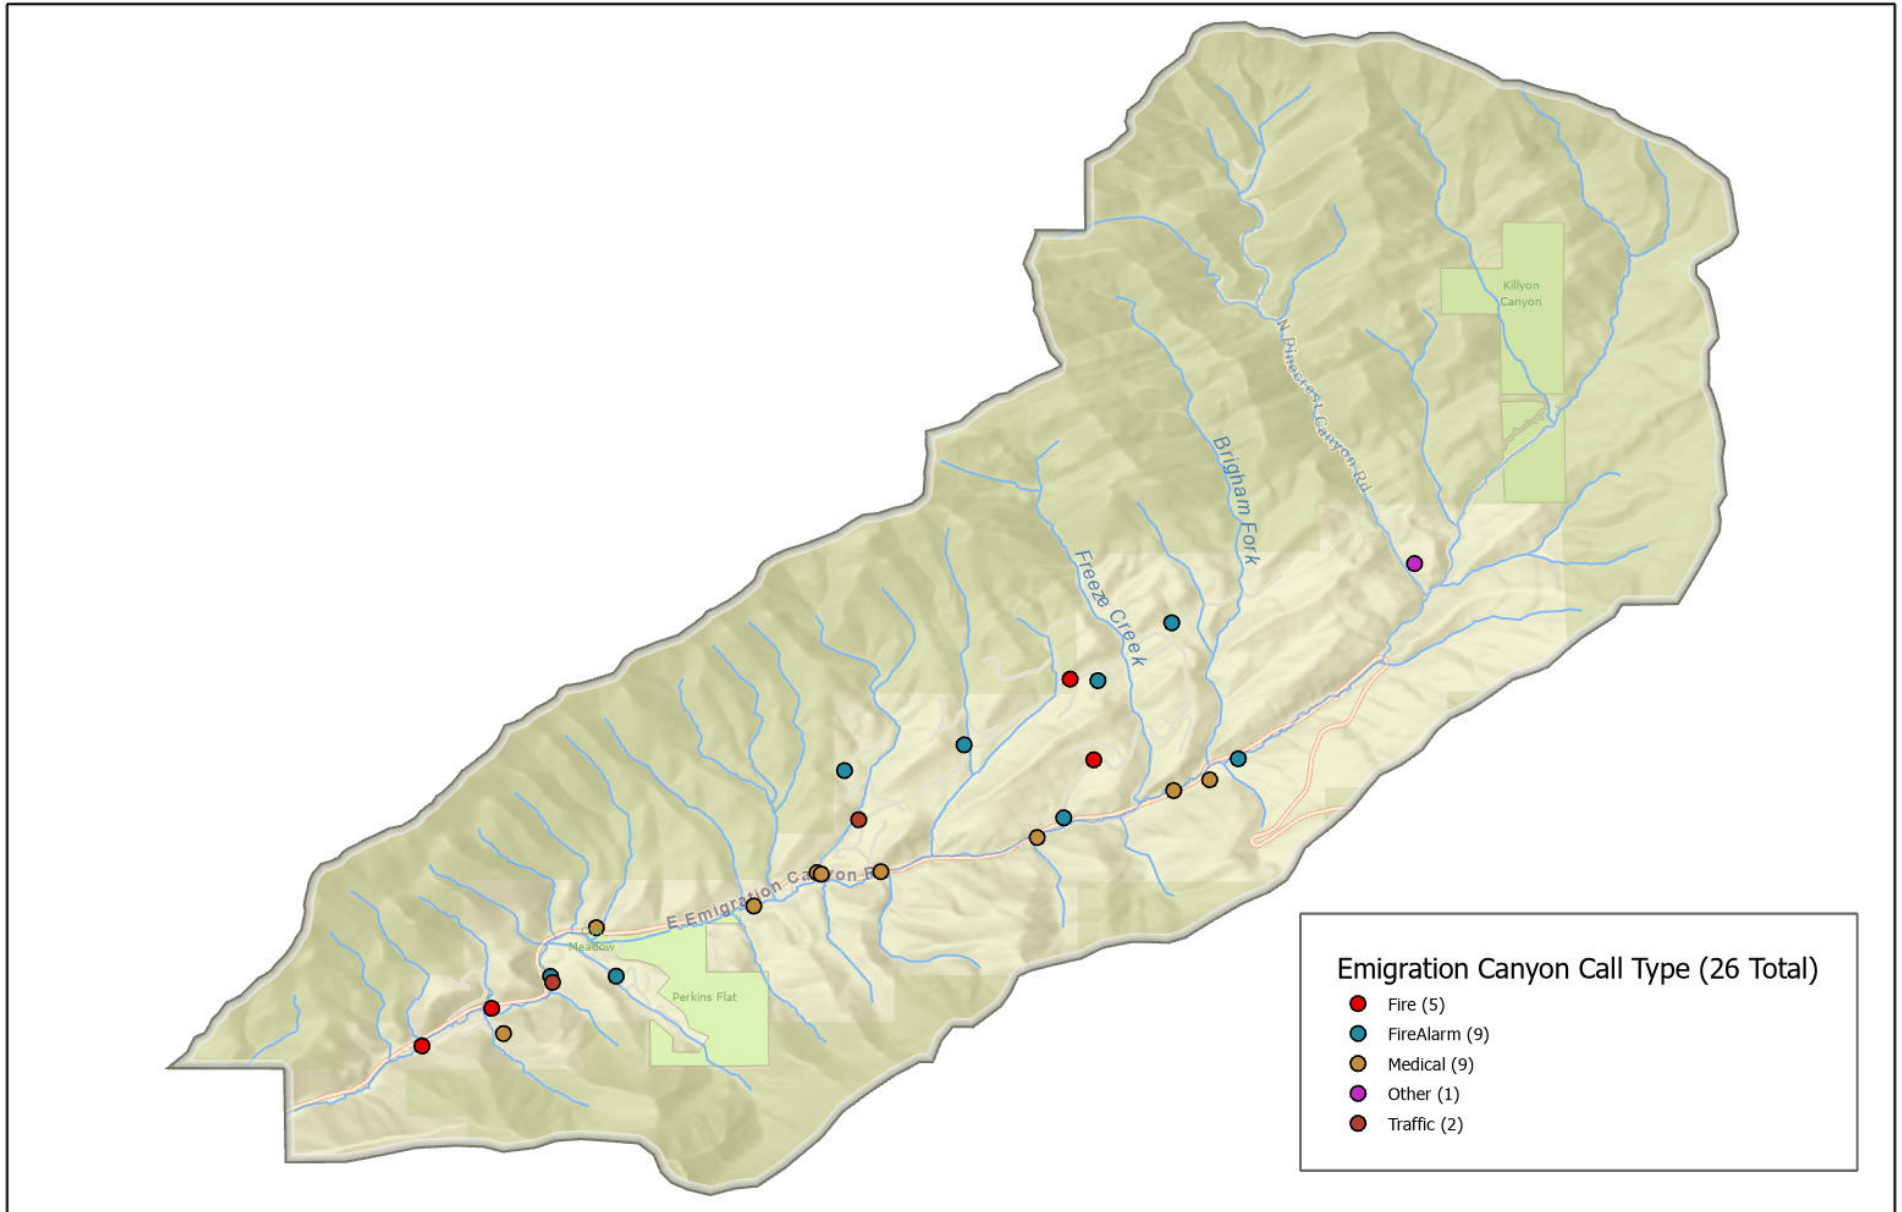 Killyon
Canyon
N Pinecrest Canyon Rd
Brigham Fork
Freeze Creek
E Emigration Canyon R
Meadow
Perkins Flat
Emigration Canyon Call Type (26 Total)
Fire (5)
FireAlarm (9)
Medical (9)
Other (1)
Traffic (2)